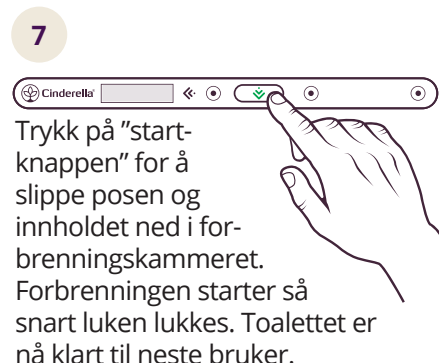 7
Cinderella
Trykk på ”start-
knappen” for å
slippe posen og
innholdet ned i for-
brenningskammeret.
Forbrenningen starter så
snart luken lukkes. Toalettet er
nå klart til neste bruker.